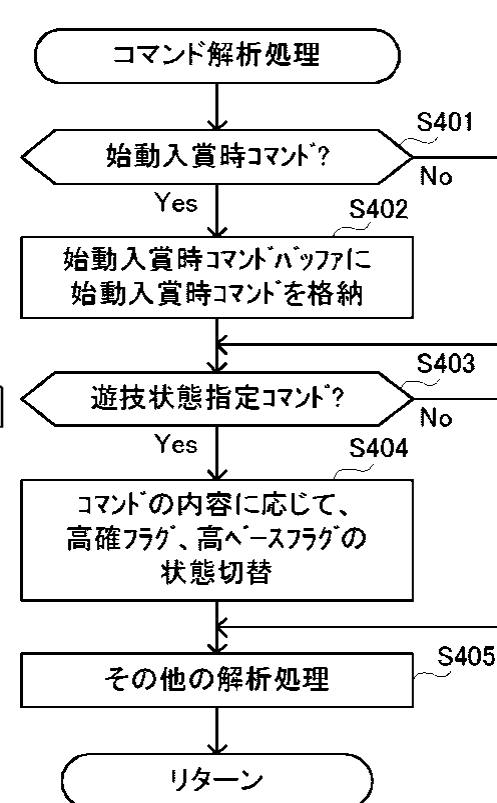 コマンド解析処理
S401
始動入賞時コマンド?
No
Yes
S402
始動入賞時コマンドバッファに
始動入賞時コマンドを格納
S403
遊技状態指定コマンド?
No
Yes
S404
コマンドの内容に応じて、
高確フラグ、高ベースフラグの
状態切替
S405
その他の解析処理
リターン